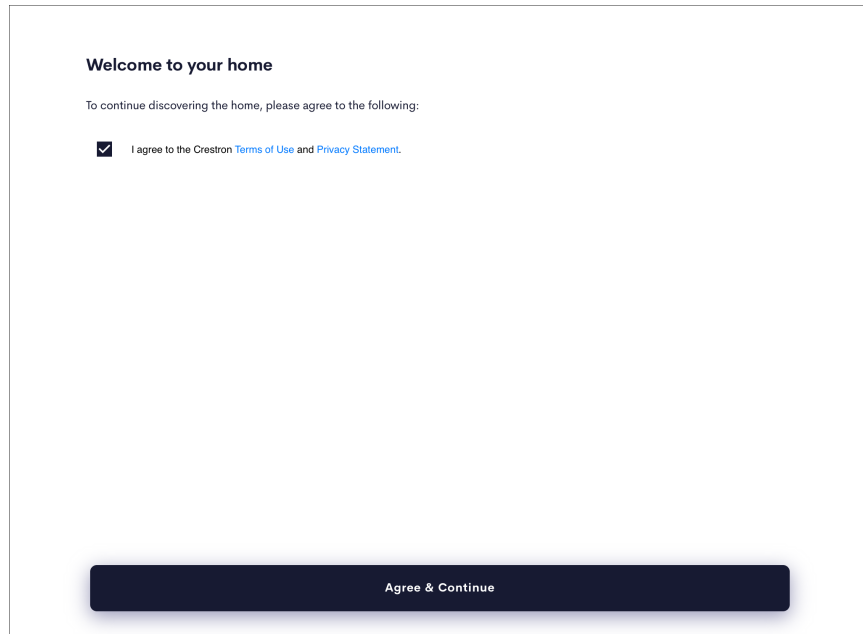 Welcome to your home
To continue discovering the home, please agree to the following:
I agree to the Crestron Terms of Use and Privacy Statement.
Agree & Continue